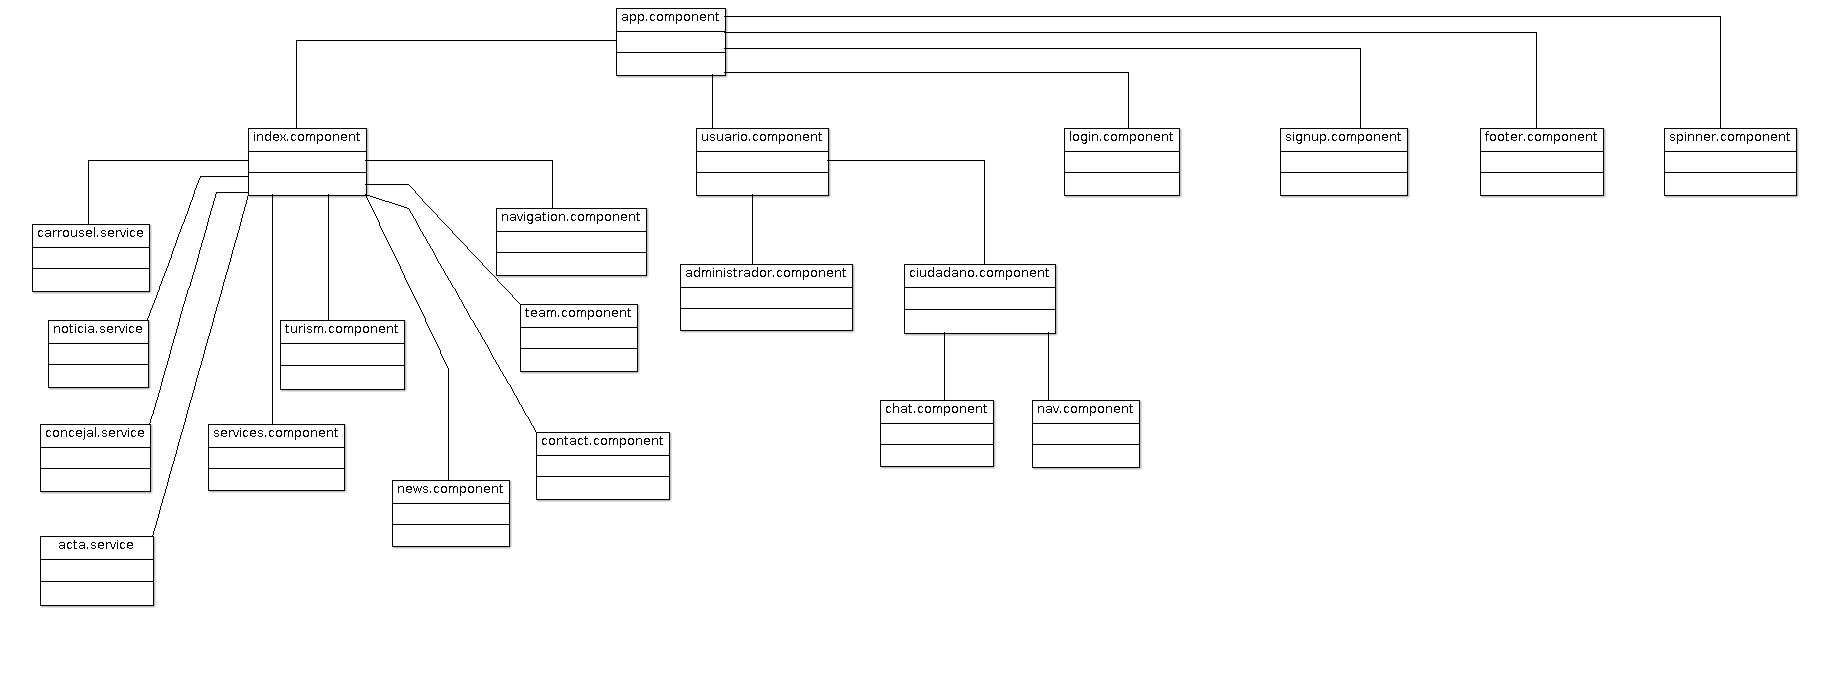 app.component
index.component
usuario.component
login.component
signup.component
footer.component
spinner.component
carrousel.service
navigation.component
administrador.component
ciudadano.component
noticia.service
turism.component
team.component
chat.component
nav.component
concejal.service
services.component
contact.component
news.component
acta.service